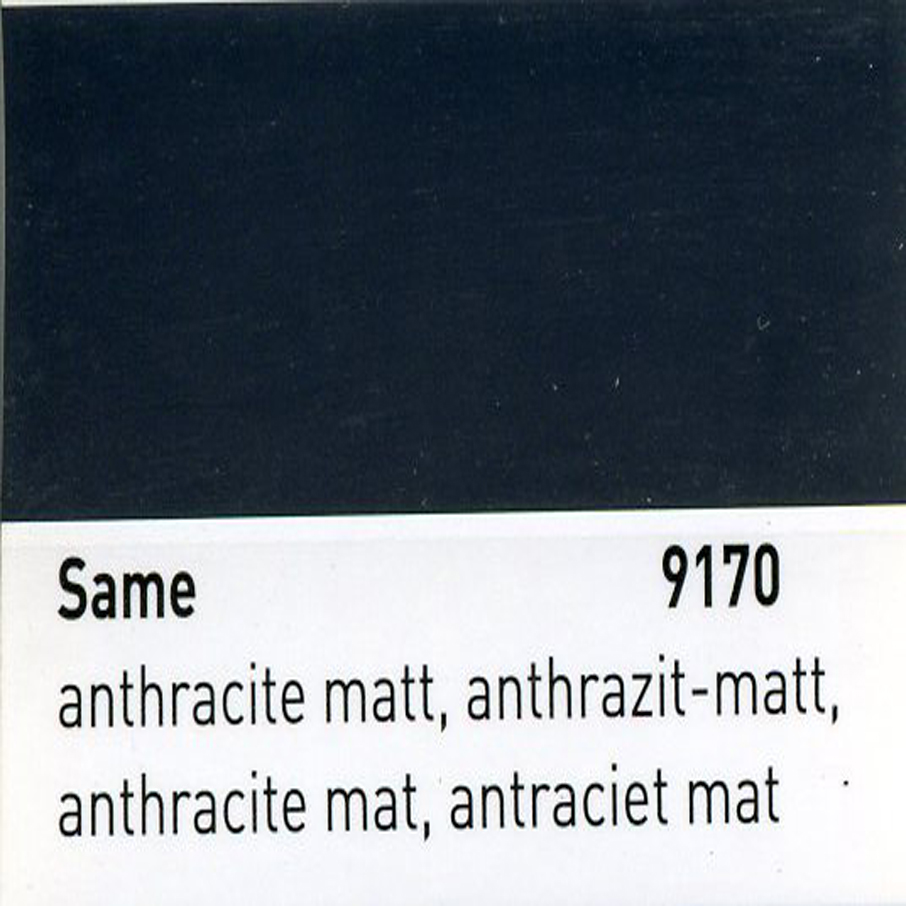 Same 9170
anthracite matt, anthrazit-matt,
anthracite mat, antraciet mat